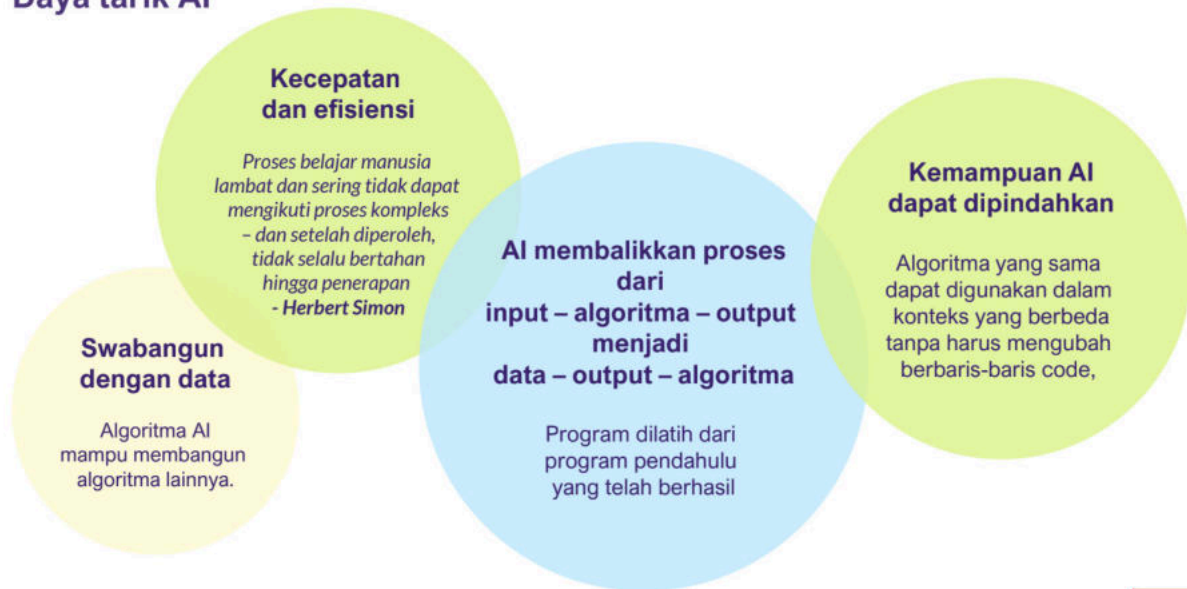 Daya tarik AI
Kecepatan
dan efisiensi
Proses belajar manusia
lambat dan sering tidak dapat
mengikuti proses kompleks
– dan setelah diperoleh,
tidak selalu bertahan
hingga penerapan
- Herbert Simon
Swabangun
dengan data
Algoritma AI
mampu membangun
algoritma lainnya.
AI membalikkan proses
dari
input – algoritma – output
menjadi
data – output – algoritma
Program dilatih dari
program pendahulu
yang telah berhasil
Kemampuan AI
dapat dipindahkan
Algoritma yang sama
dapat digunakan dalam
konteks yang berbeda
tanpa harus mengubah
berbaris-baris code,